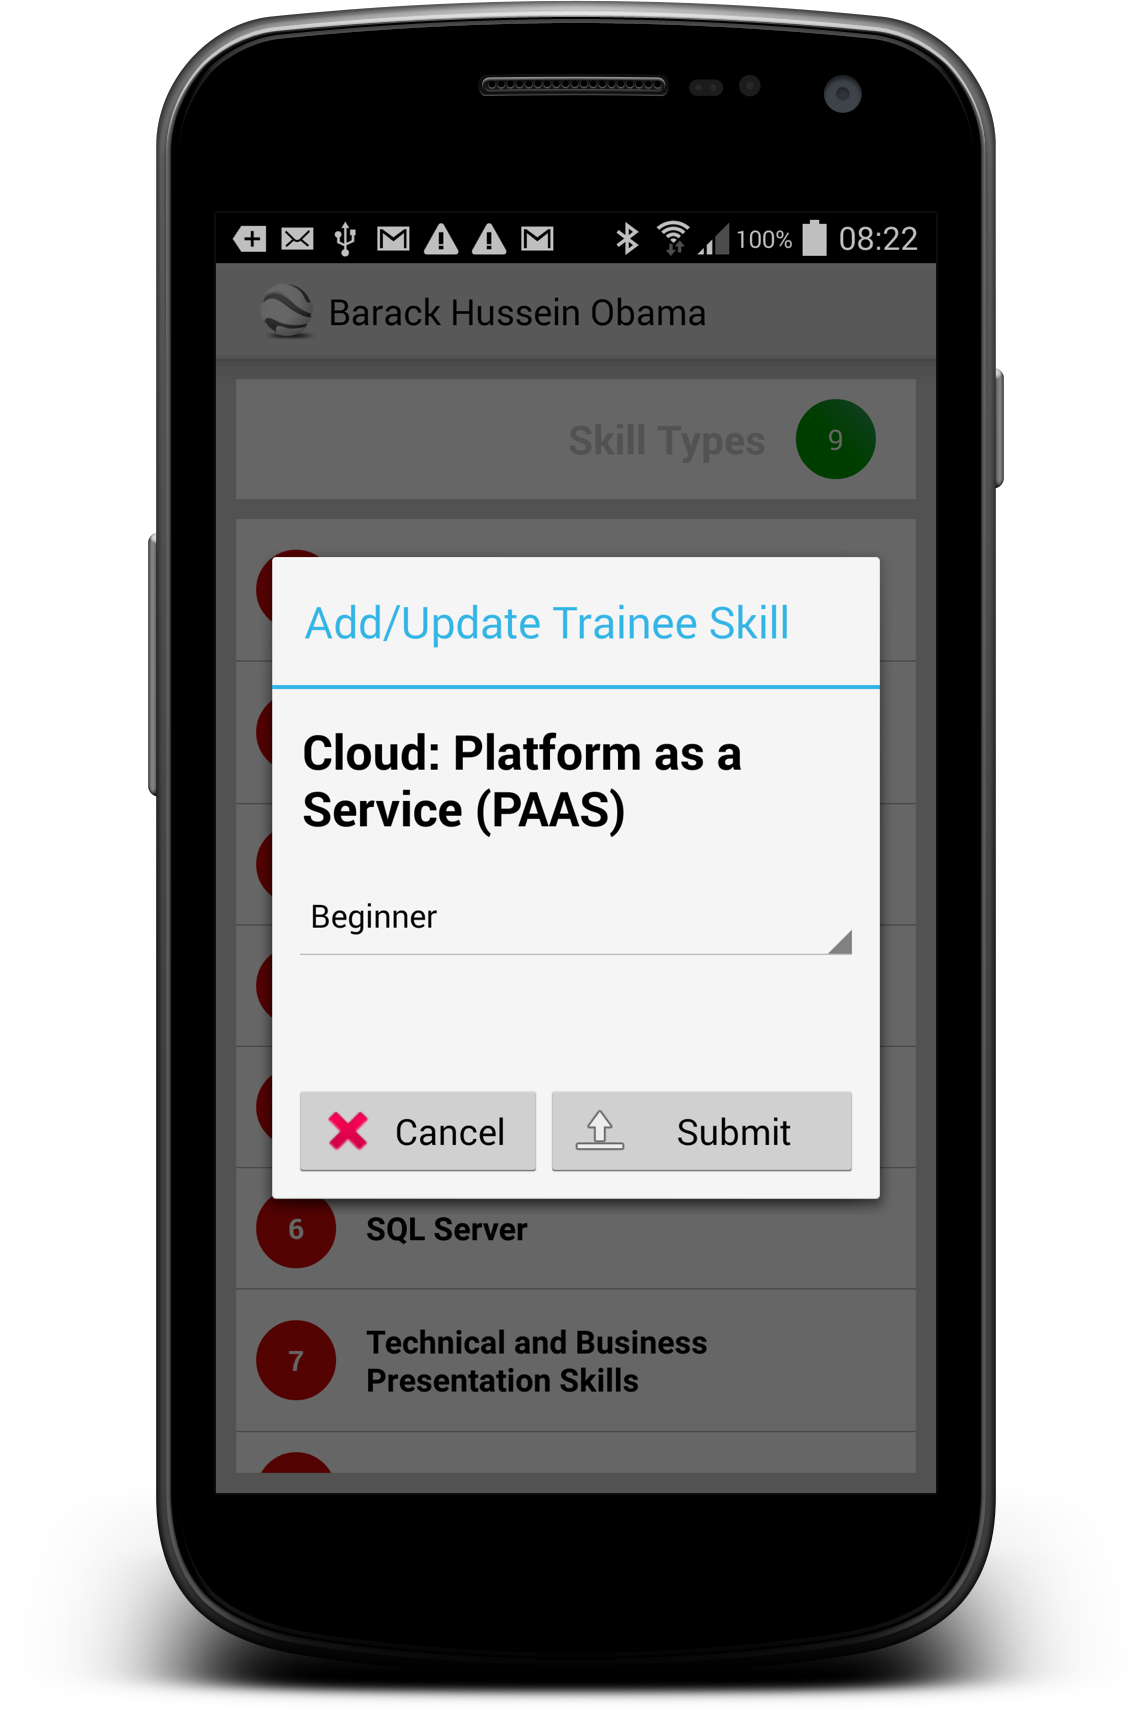 100% 08:22
Barack Hussein Obama
Skill Types 9
Add/Update Trainee Skill
Cloud: Platform as a
Service (PAAS)
Beginner
Cancel Submit
6 SQL Server
7 Technical and Business
Presentation Skills